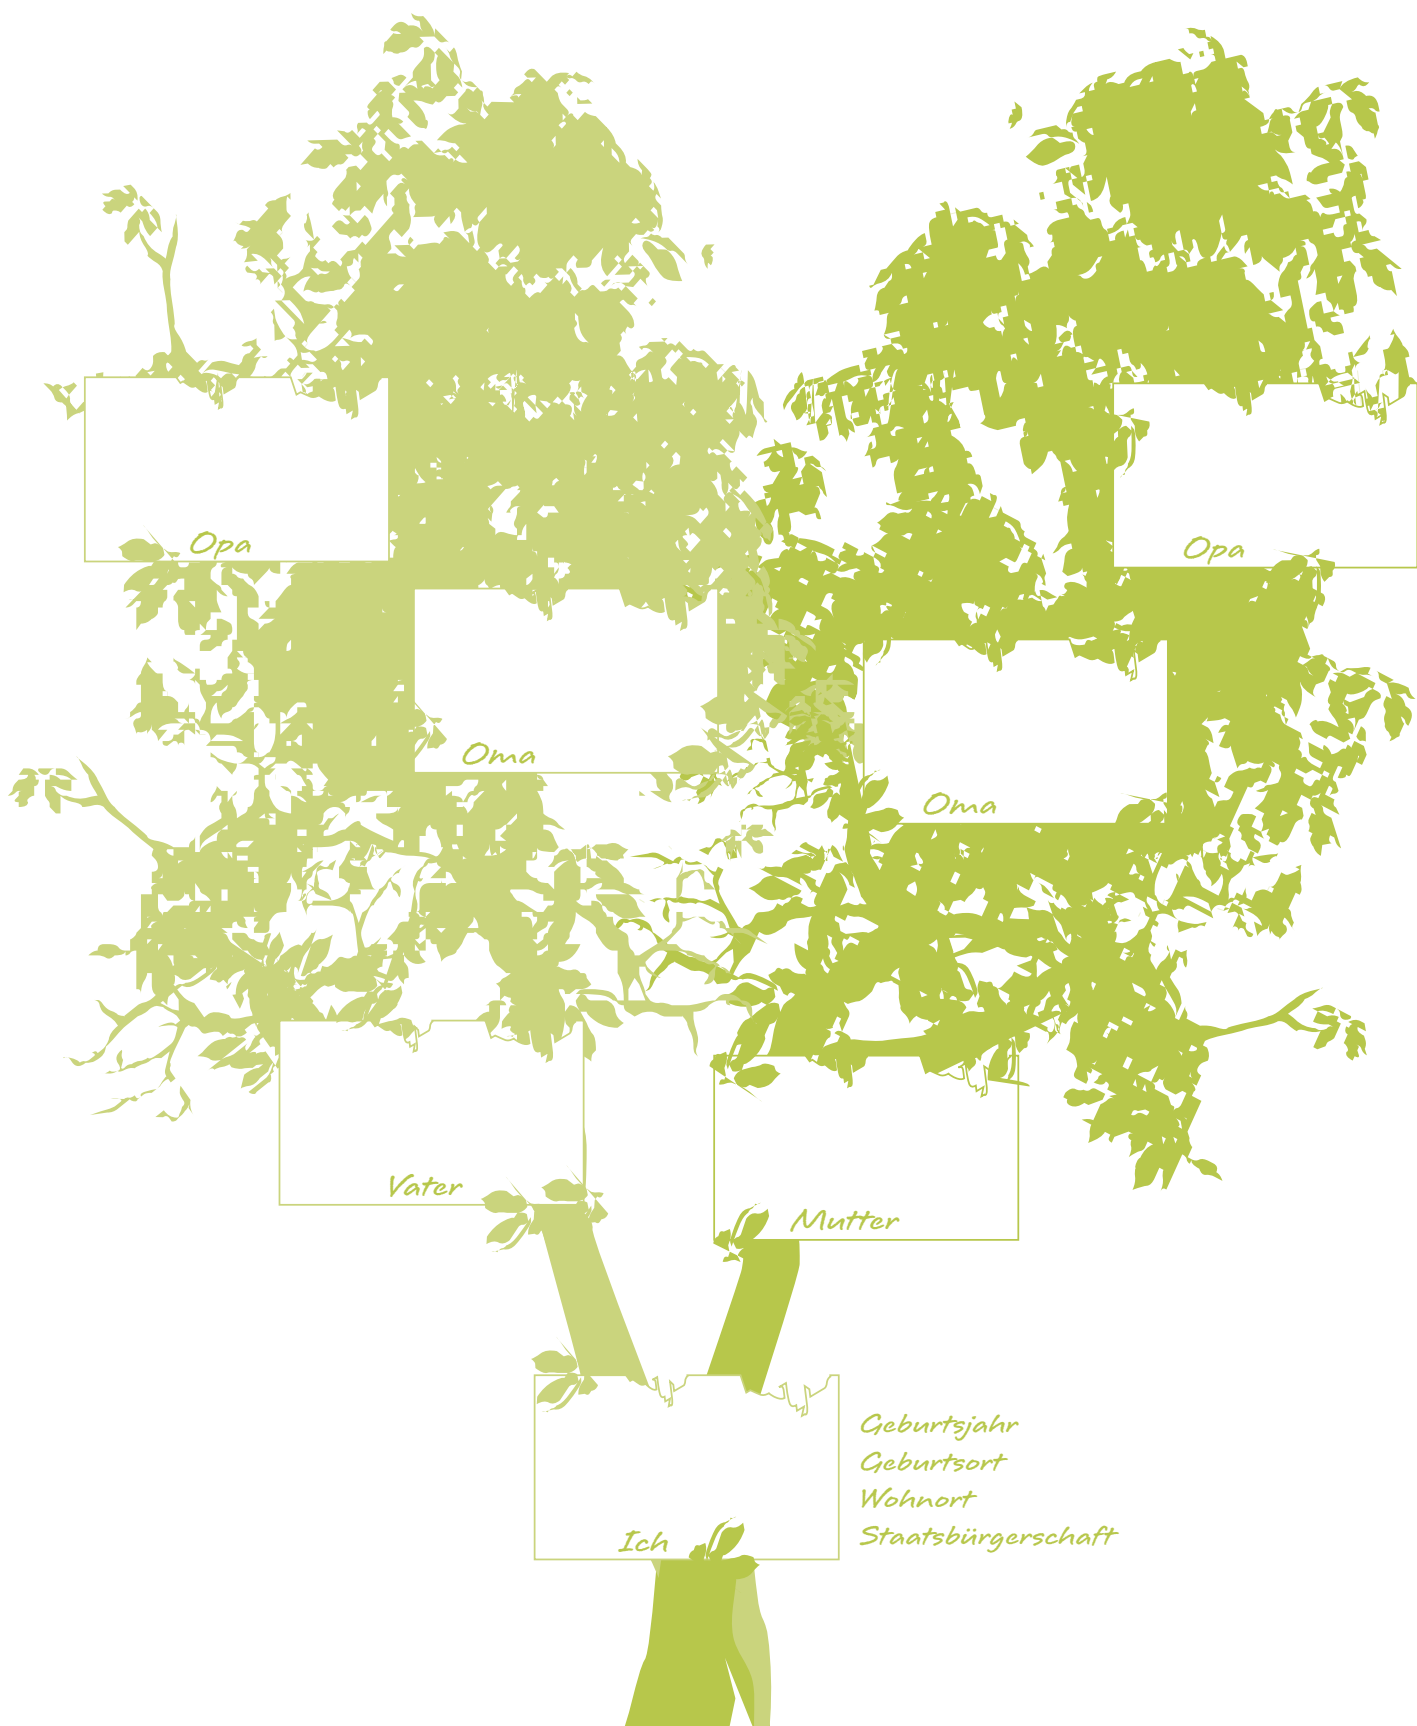 Opa
Opa
Oma
Oma
Vater
Mutter
Geburtsjahr
Geburtsort
Wohnort
Staatsbürgerschaft
Ich